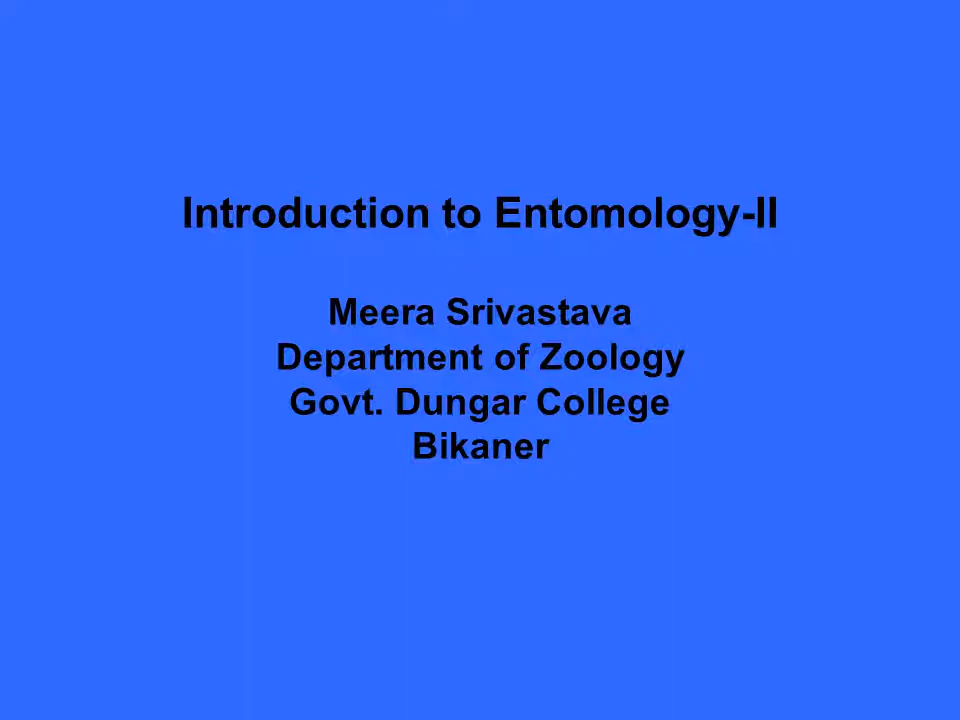 Introduction to Entomology-II
Meera Srivastava
Department of Zoology
Govt. Dungar College
Bikaner